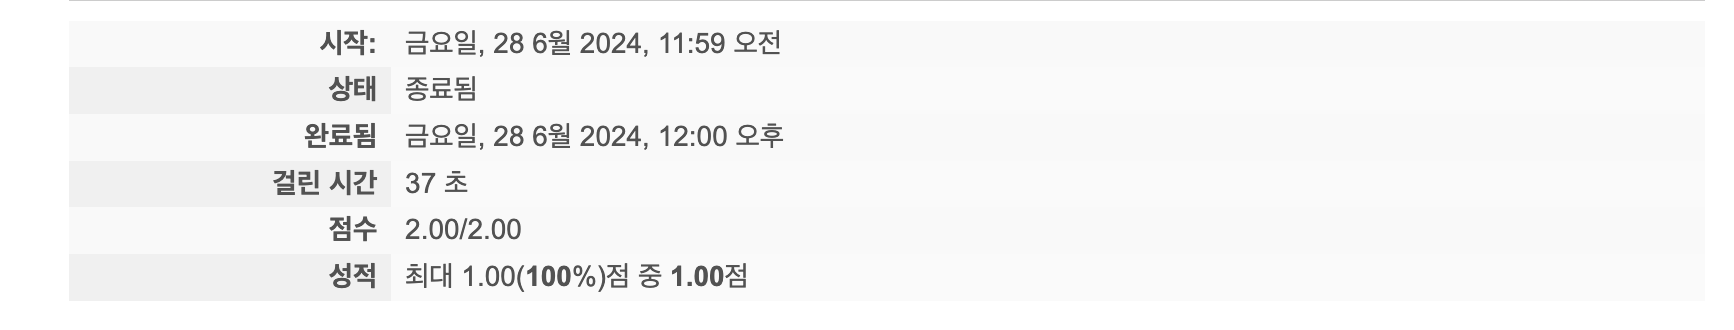 시작: 금요일, 28 6월 2024, 11:59 오전
상태 종료됨
완료됨 금요일, 28 6월 2024, 12:00 오후
걸린 시간 37 초
점수 2.00/2.00
성적 최대 1.00(100%)점 중 1.00점